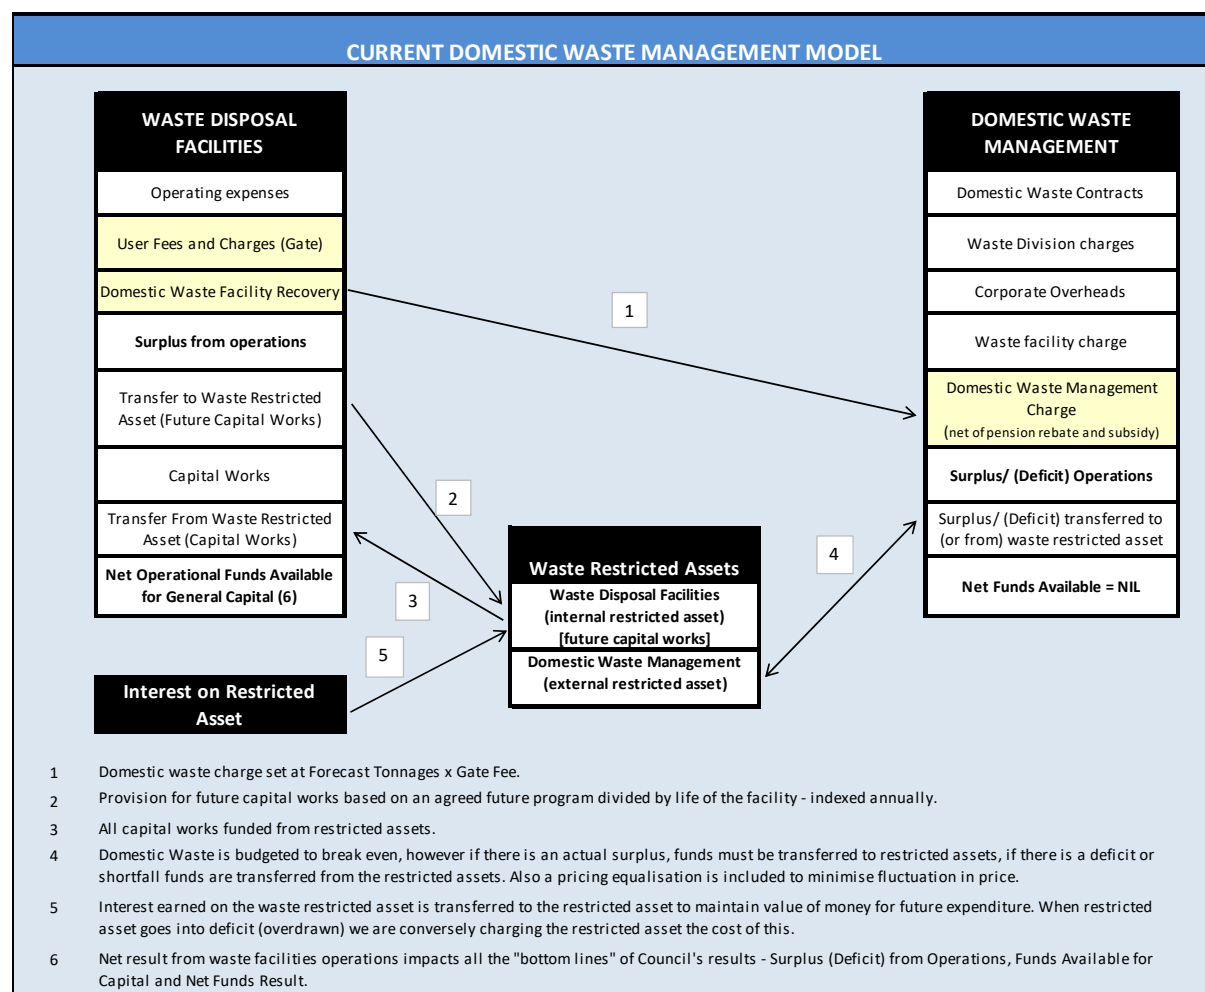 CURRENT DOMESTIC WASTE MANAGEMENT MODEL
WASTE DISPOSAL
FACILITIES
Operating expenses
User Fees and Charges (Gate)
Domestic Waste Facility Recovery
Surplus from operations
Transfer to Waste Restricted
Asset (Future Capital Works)
Capital Works
Transfer From Waste Restricted
Asset (Capital Works)
Net Operational Funds Available
for General Capital (6)
Interest on Restricted
Asset
1
2
3
5
4
Waste Restricted Assets
Waste Disposal Facilities
(internal restricted asset)
[future capital works]
Domestic Waste Management
(external restricted asset)
DOMESTIC WASTE
MANAGEMENT
Domestic Waste Contracts
Waste Division charges
Corporate Overheads
Waste facility charge
Domestic Waste Management
Charge
(net of pension rebate and subsidy)
Surplus/ (Deficit) Operations
Surplus/ (Deficit) transferred to
(or from) waste restricted asset
Net Funds Available = NIL
1 Domestic waste charge set at Forecast Tonnages x Gate Fee.
2 Provision for future capital works based on an agreed future program divided by life of the facility - indexed annually.
3 All capital works funded from restricted assets.
4 Domestic Waste is budgeted to break even, however if there is an actual surplus, funds must be transferred to restricted assets, if there is a deficit or
shortfall funds are transferred from the restricted assets. Also a pricing equalisation is included to minimise fluctuation in price.
5 Interest earned on the waste restricted asset is transferred to the restricted asset to maintain value of money for future expenditure. When restricted
asset goes into deficit (overdrawn) we are conversely charging the restricted asset the cost of this.
6 Net result from waste facilities operations impacts all the "bottom lines" of Council's results - Surplus (Deficit) from Operations, Funds Available for
Capital and Net Funds Result.